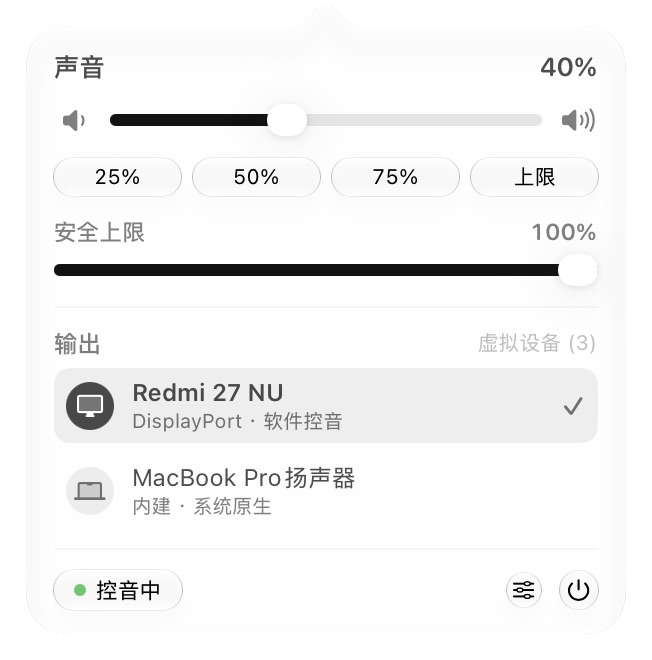 声音 40%
25% 50% 75% 上限
安全上限 100%
输出 虚拟设备 (3)
Redmi 27 NU
DisplayPort · 软件控音
MacBook Pro扬声器
内建 · 系统原生
控音中